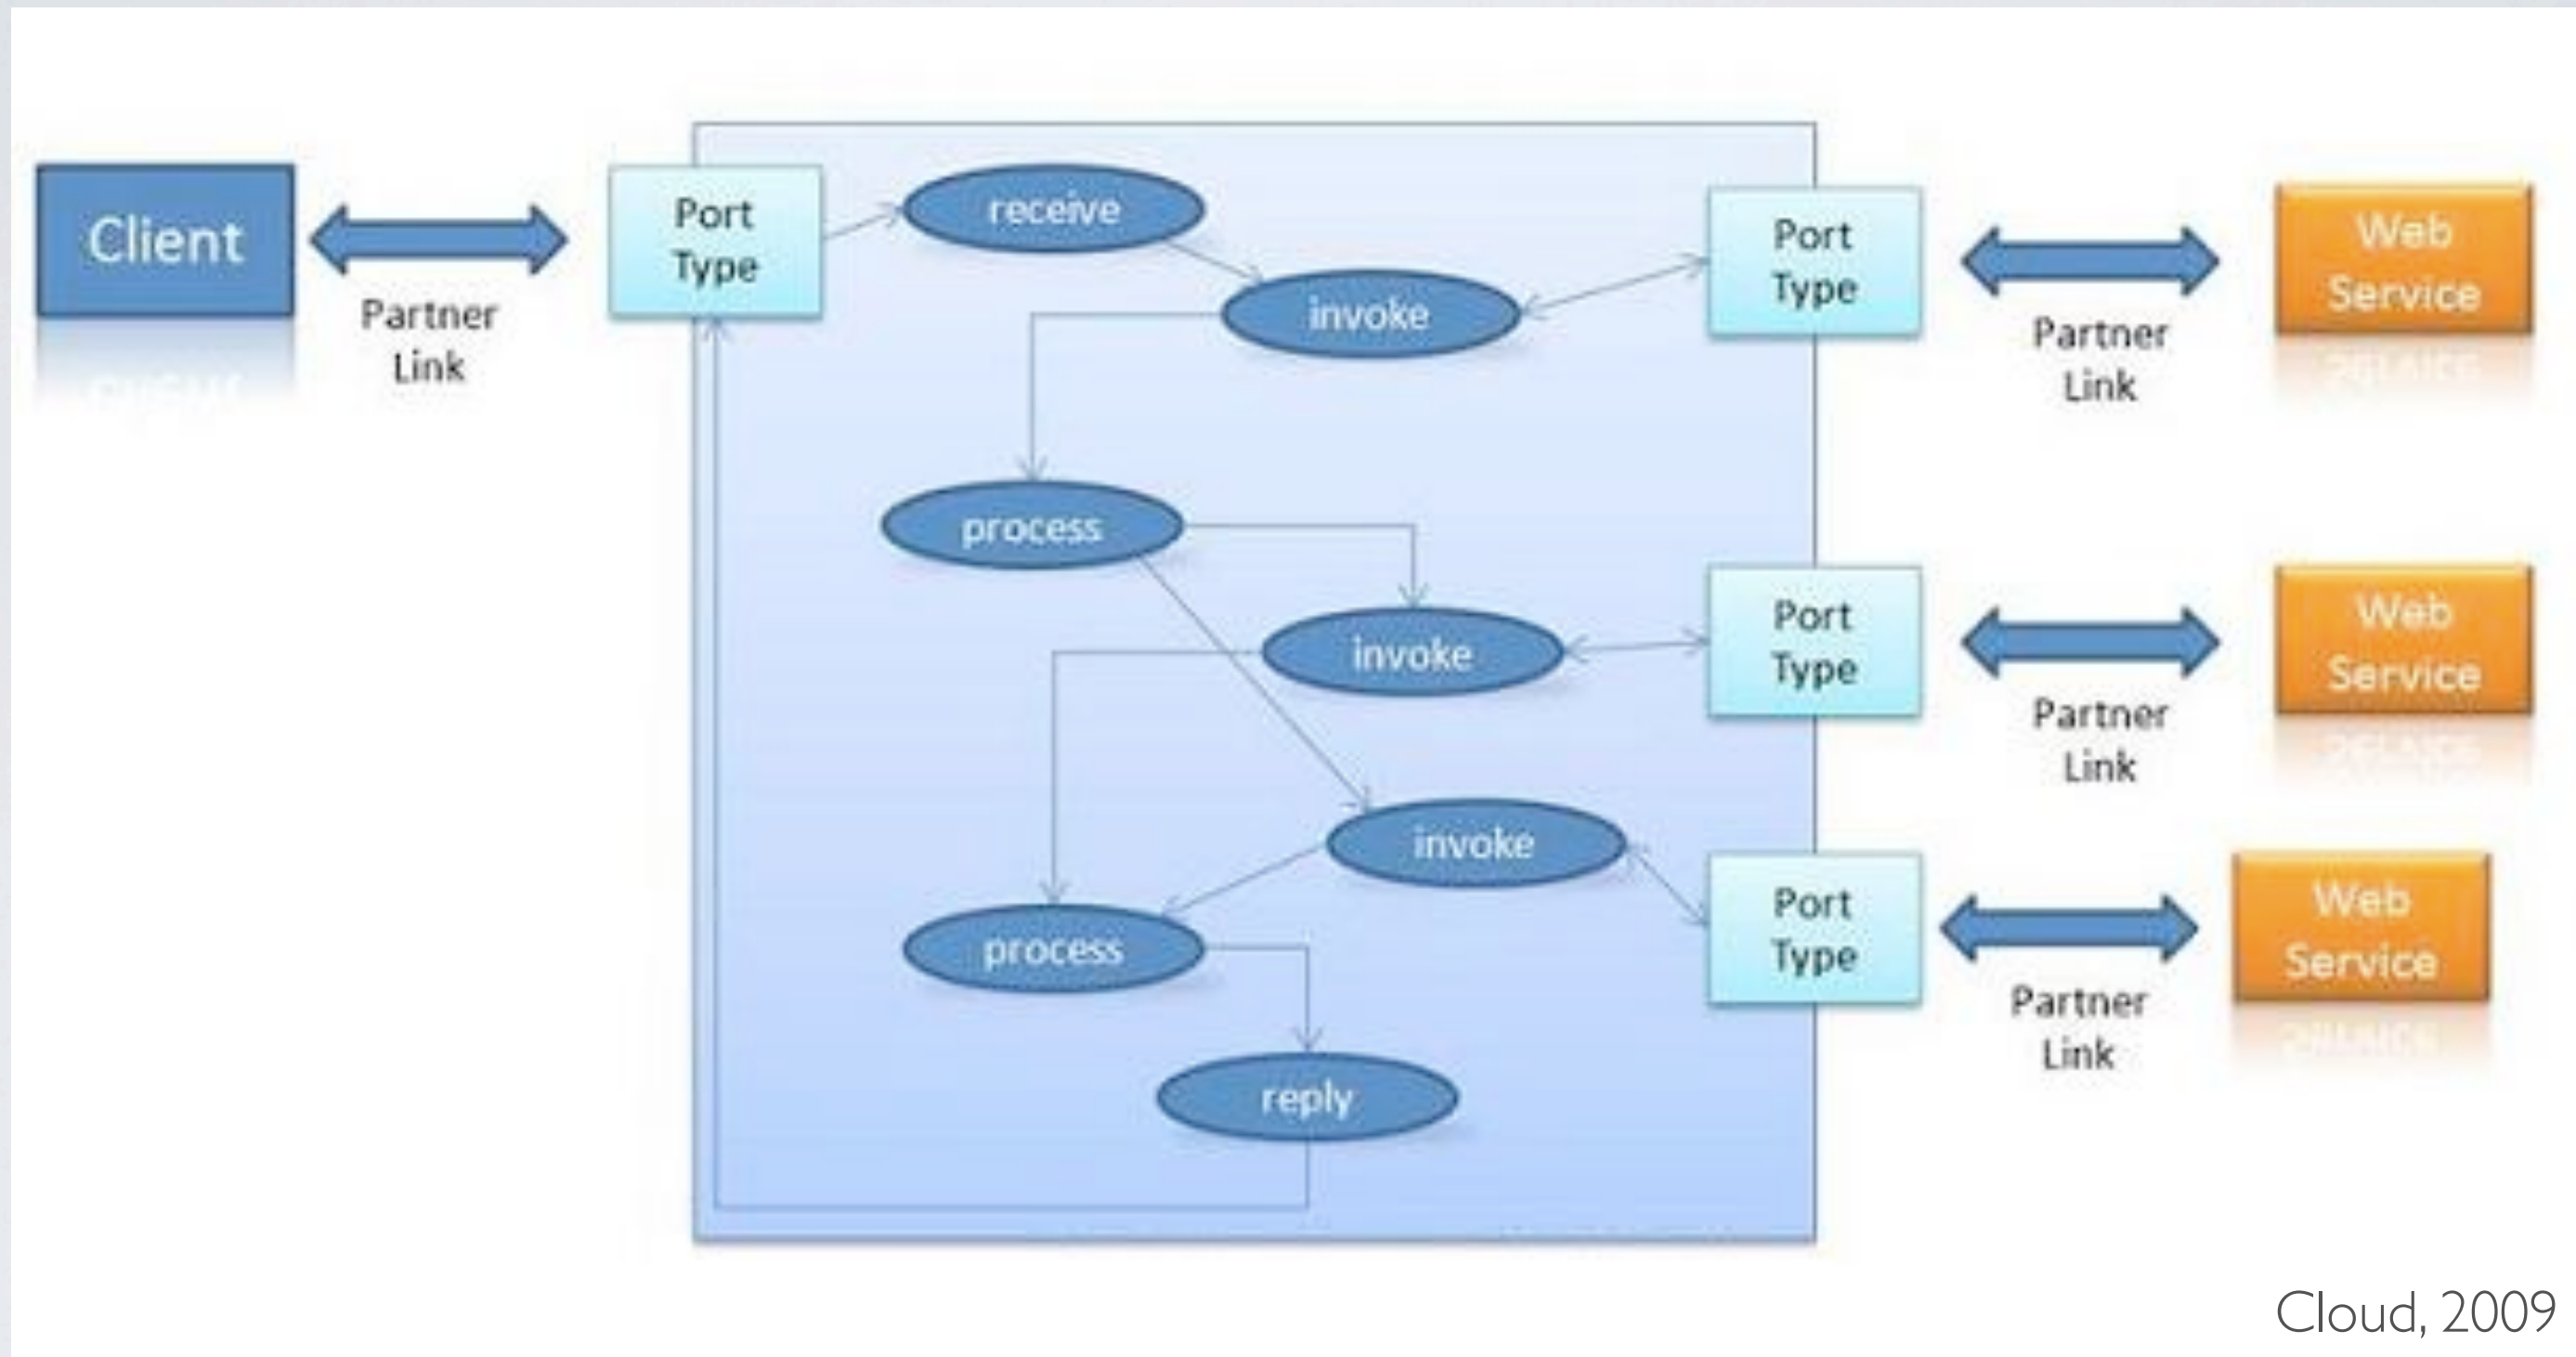 Client
Partner
Link
Port
Type
receive
invoke
Port
Type
Partner
Link
Web
Service
process
invoke
Port
Type
Partner
Link
Web
Service
invoke
process
Port
Type
Partner
Link
Web
Service
reply
Cloud, 2009